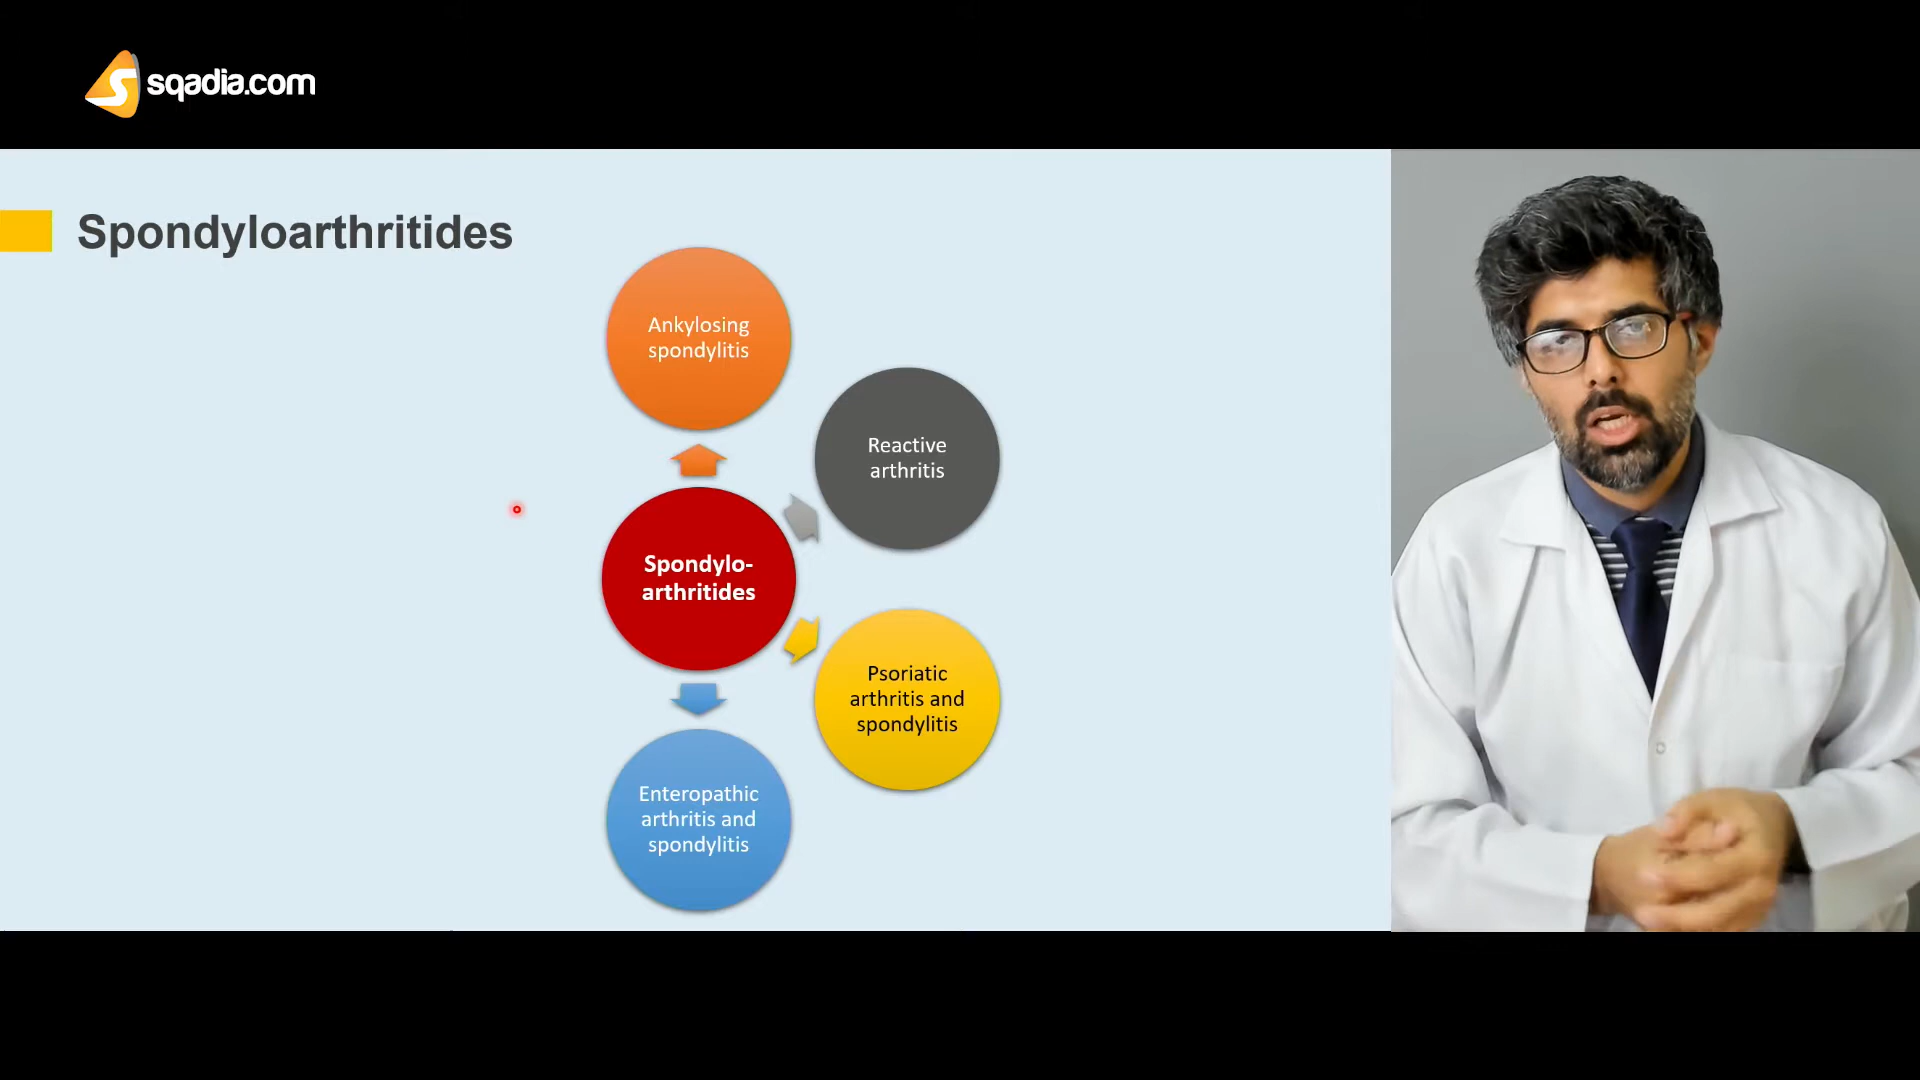 sqadia.com
Spondyloarthritides
Ankylosing
spondylitis
Reactive
arthritis
Spondylo-
arthritides
Psoriatic
arthritis and
spondylitis
Enteropathic
arthritis and
spondylitis